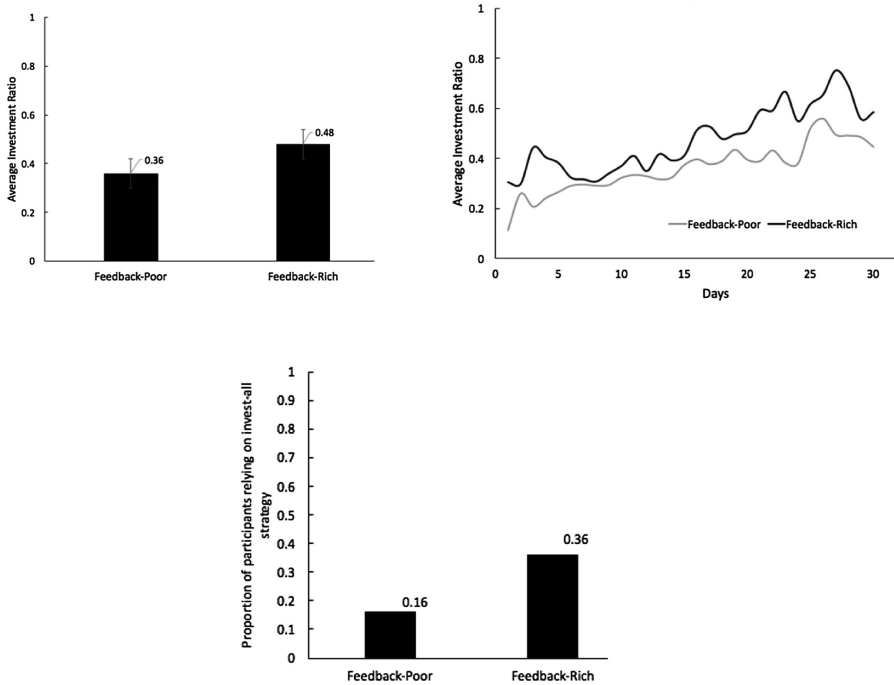 Average Investment Ratio
1
0.8
0.6
0.4
0.2
0
0.36
0.48
Feedback-Poor
Feedback-Rich
Average Investment Ratio
1
0.8
0.6
0.4
0.2
0
Feedback-Poor
Feedback-Rich
0 5 10 15 20 25 30
Days
Proportion of participants relying on invest-all
strategy
1
0.9
0.8
0.7
0.6
0.5
0.4
0.3
0.2
0.1
0
0.16
0.36
Feedback-Poor
Feedback-Rich